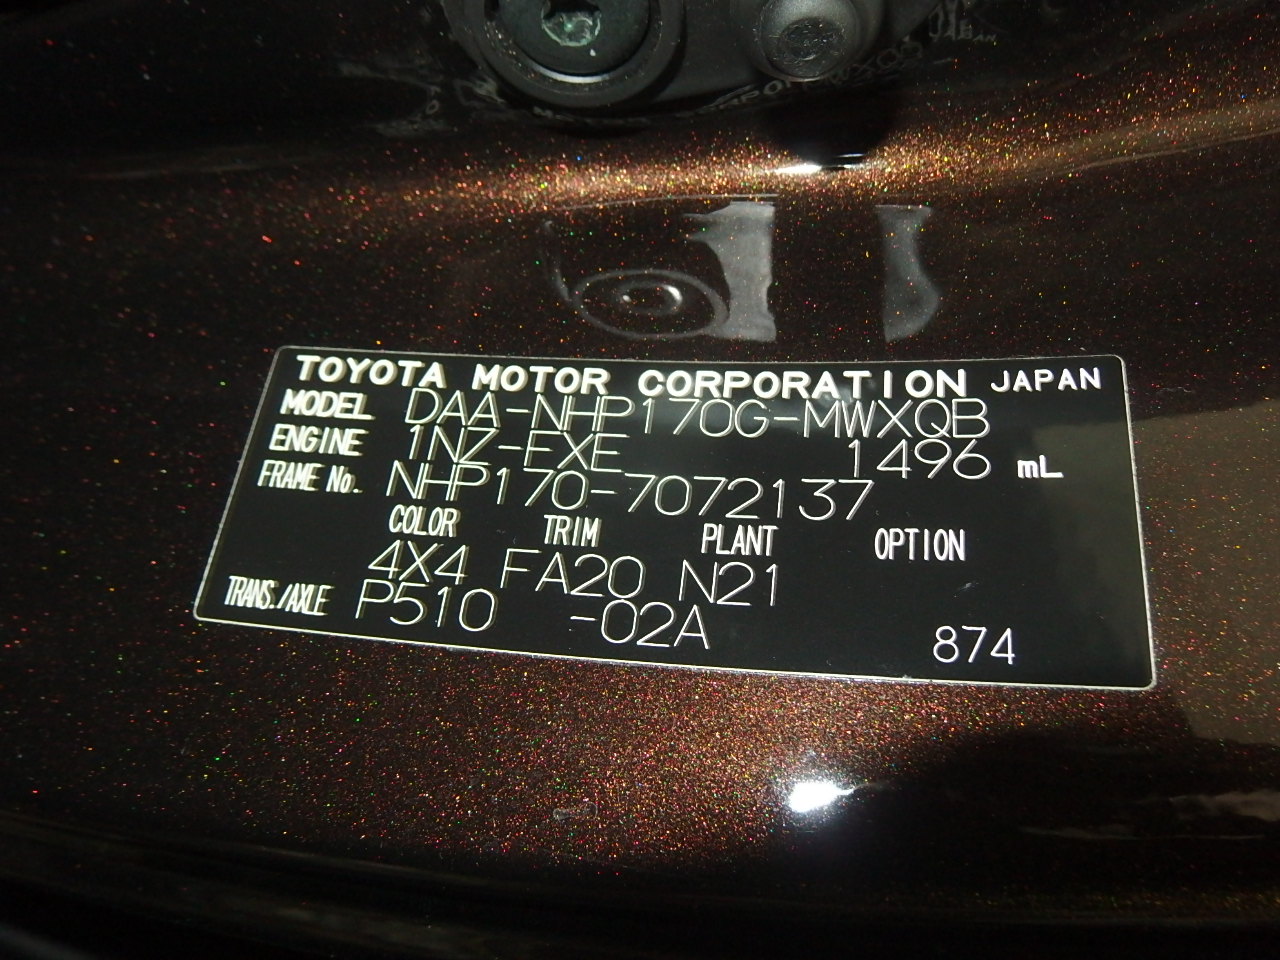 TOYOTA MOTOR CORPORATION JAPAN
MODEL DAA-NHP170G-MWXQB
ENGINE 1NZ-FXE 1496 mL
FRAME No. NHP170-7072137
COLOR TRIM PLANT OPTION
4X4 FA20 N21
TRANS./AXLE P510 -02A 874